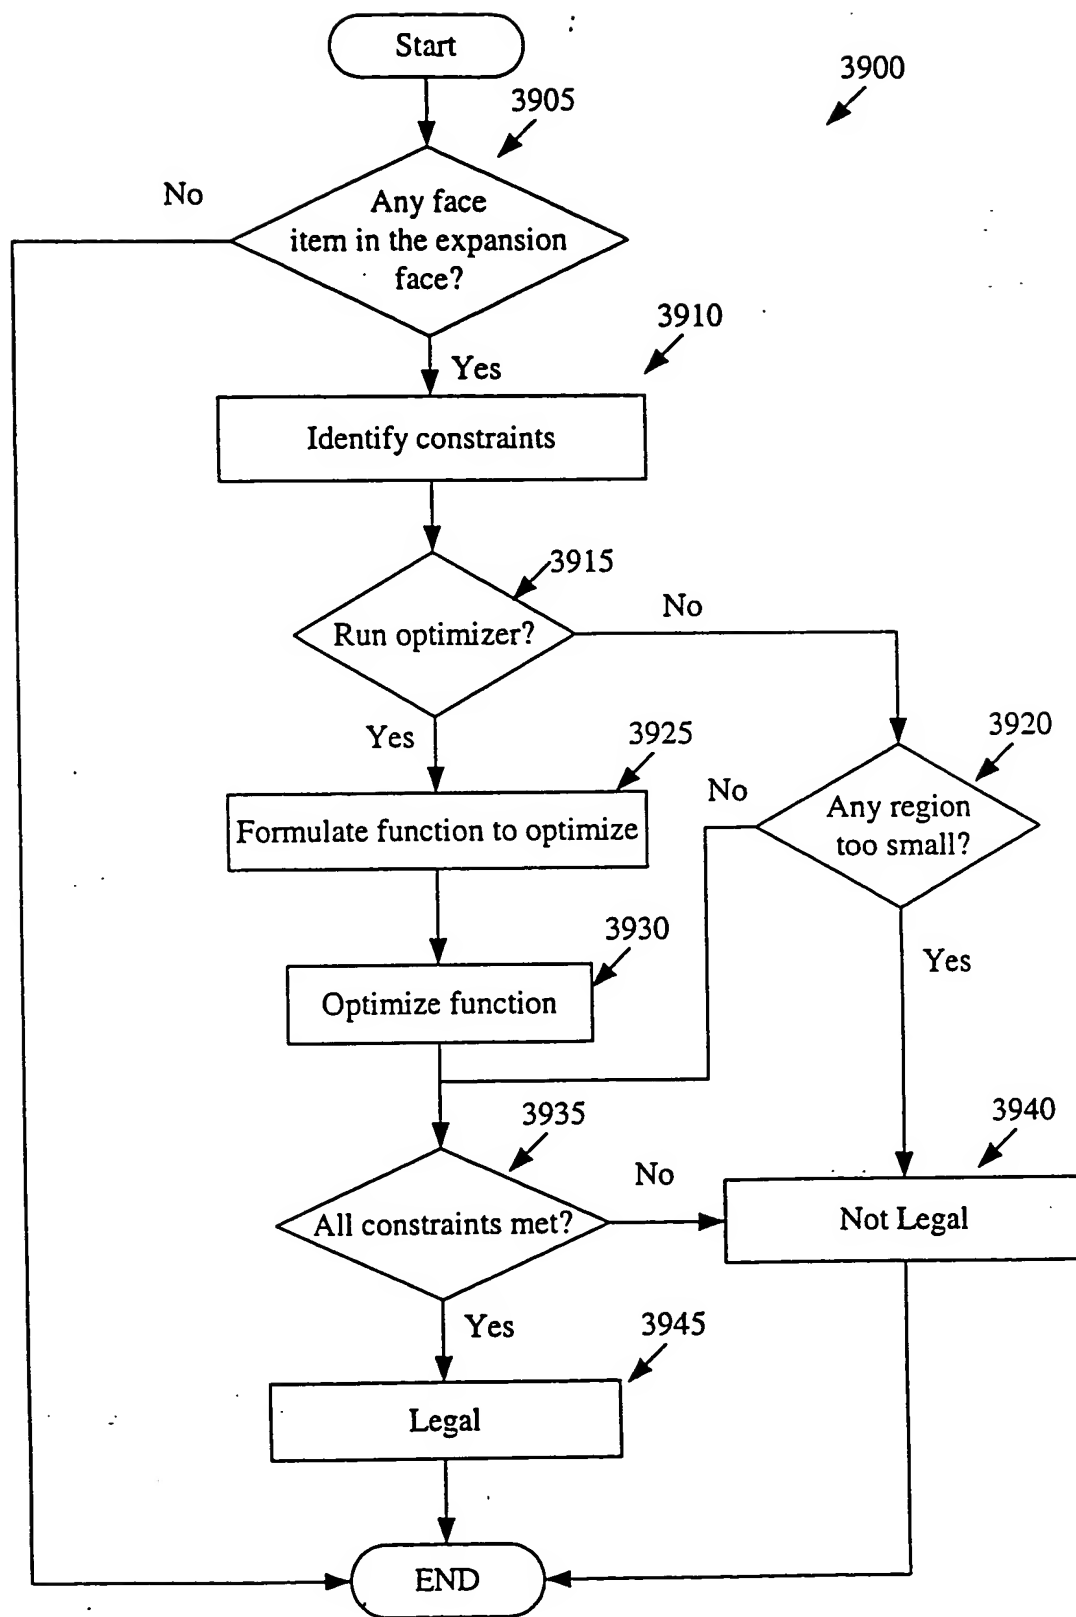 Start
3900
3905
No
Any face
item in the expansion
face?
3910
Yes
Identify constraints
3915
No
Run optimizer?
Yes
3925
3920
No
Any region
too small?
Formulate function to optimize
3930
Yes
Optimize function
3935
3940
No
All constraints met?
Not Legal
Yes
3945
Legal
END